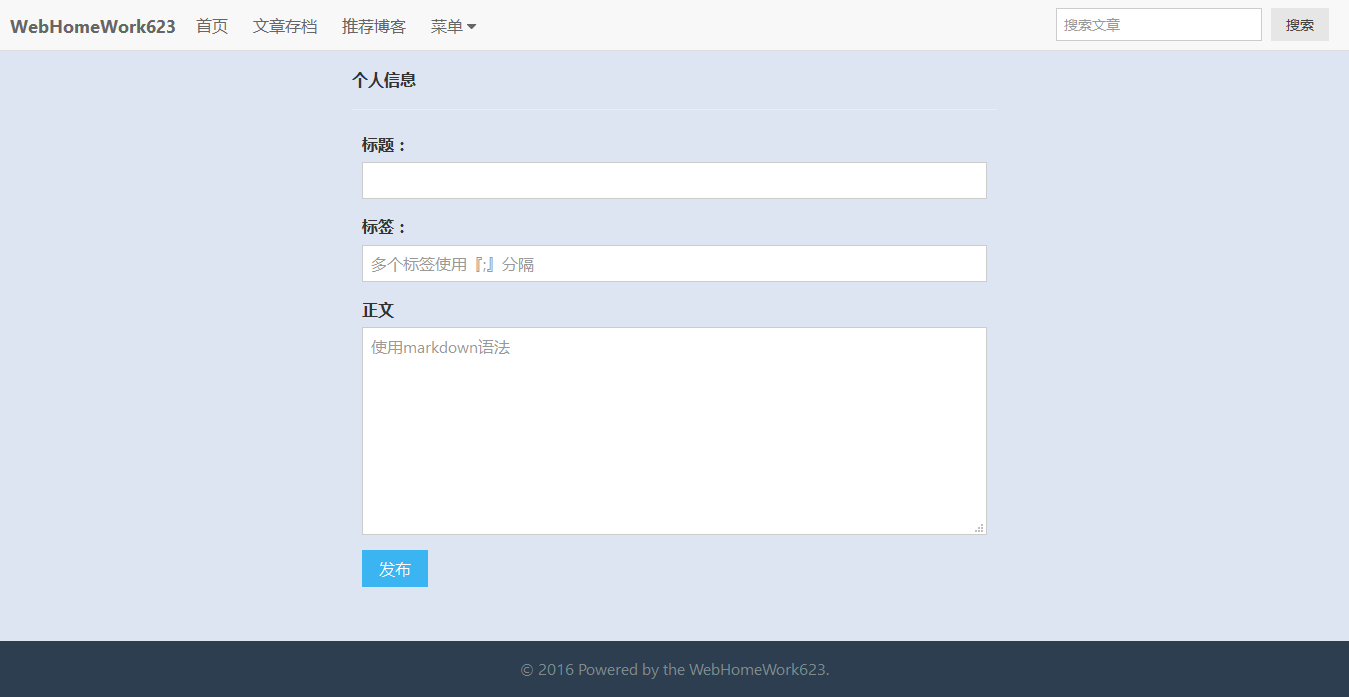 WebHomeWork623 首页 文章存档 推荐博客 菜单 搜索文章 搜索
个人信息
标题：
标签：
多个标签使用『;』分隔
正文
使用markdown语法
发布
© 2016 Powered by the WebHomeWork623.